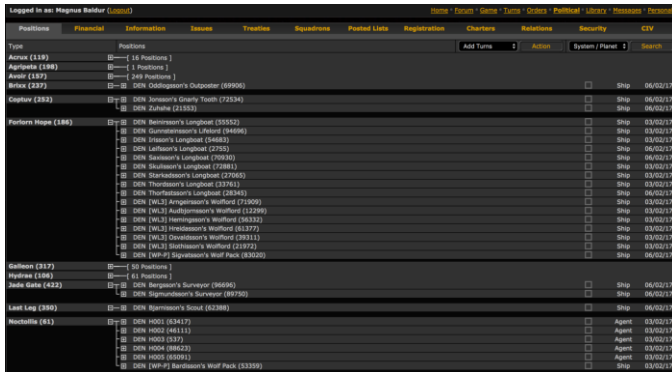 Logged in as: Magnus Baldur (Logout)
Home * Forum * Game * Turns * Orders * Political * Library * Messages * Personal
Positions Financial Information Issues Treaties Squadrons Posted Lists Registration Charters Relations Security CIV
Type Positions Add Turns Action System / Planet Search
Acrux (119) [ 16 Positions ]
Agripeta (198) [ 1 Positions ]
Avoir (157) [ 249 Positions ]
Brixx (237) DEN Oddlogsson's Outposter (69906) Ship 06/02/17
Coptuv (252) DEN Jonsson's Gnarly Tooth (72534) Ship 06/02/17
DEN Zuhehe (21553) Ship 06/02/17
Forlorn Hope (186) DEN Beinirsson's Longboat (55552) Ship 03/02/17
DEN Gunnsteinsson's Lifelord (94696) Ship 03/02/17
DEN Irisson's Longboat (54683) Ship 03/02/17
DEN Leifsson's Longboat (2755) Ship 06/02/17
DEN Saxisson's Longboat (70930) Ship 03/02/17
DEN Skulisson's Longboat (72881) Ship 03/02/17
DEN Starkadsson's Longboat (27065) Ship 03/02/17
DEN Thordsson's Longboat (33761) Ship 03/02/17
DEN Thorfastsson's Longboat (28345) Ship 06/02/17
DEN [WL3] Arngeirsson's Wolflord (71909) Ship 03/02/17
DEN [WL3] Audbjornsson's Wolflord (12299) Ship 03/02/17
DEN [WL3] Hemingsson's Wolflord (56332) Ship 03/02/17
DEN [WL3] Hreidasson's Wolflord (61377) Ship 03/02/17
DEN [WL3] Osvaldsson's Wolflord (39311) Ship 03/02/17
DEN [WL3] Slothisson's Wolflord (21972) Ship 03/02/17
DEN [WP-P] Sigvatsson's Wolf Pack (83020) Ship 06/02/17
Galleon (317) [ 50 Positions ]
Hydrae (106) [ 61 Positions ]
Jade Gate (422) DEN Bergsson's Surveyor (96696) Ship 06/02/17
DEN Sigmundsson's Surveyor (89750) Ship 06/02/17
Last Leg (350) DEN Bjarnisson's Scout (62388) Ship 06/02/17
Noctollis (61) DEN H001 (63417) Agent 03/02/17
DEN H002 (46111) Agent 03/02/17
DEN H003 (537) Agent 03/02/17
DEN H004 (88623) Agent 03/02/17
DEN H005 (65091) Agent 03/02/17
DEN [WP-P] Bardisson's Wolf Pack (53359) Ship 03/02/17